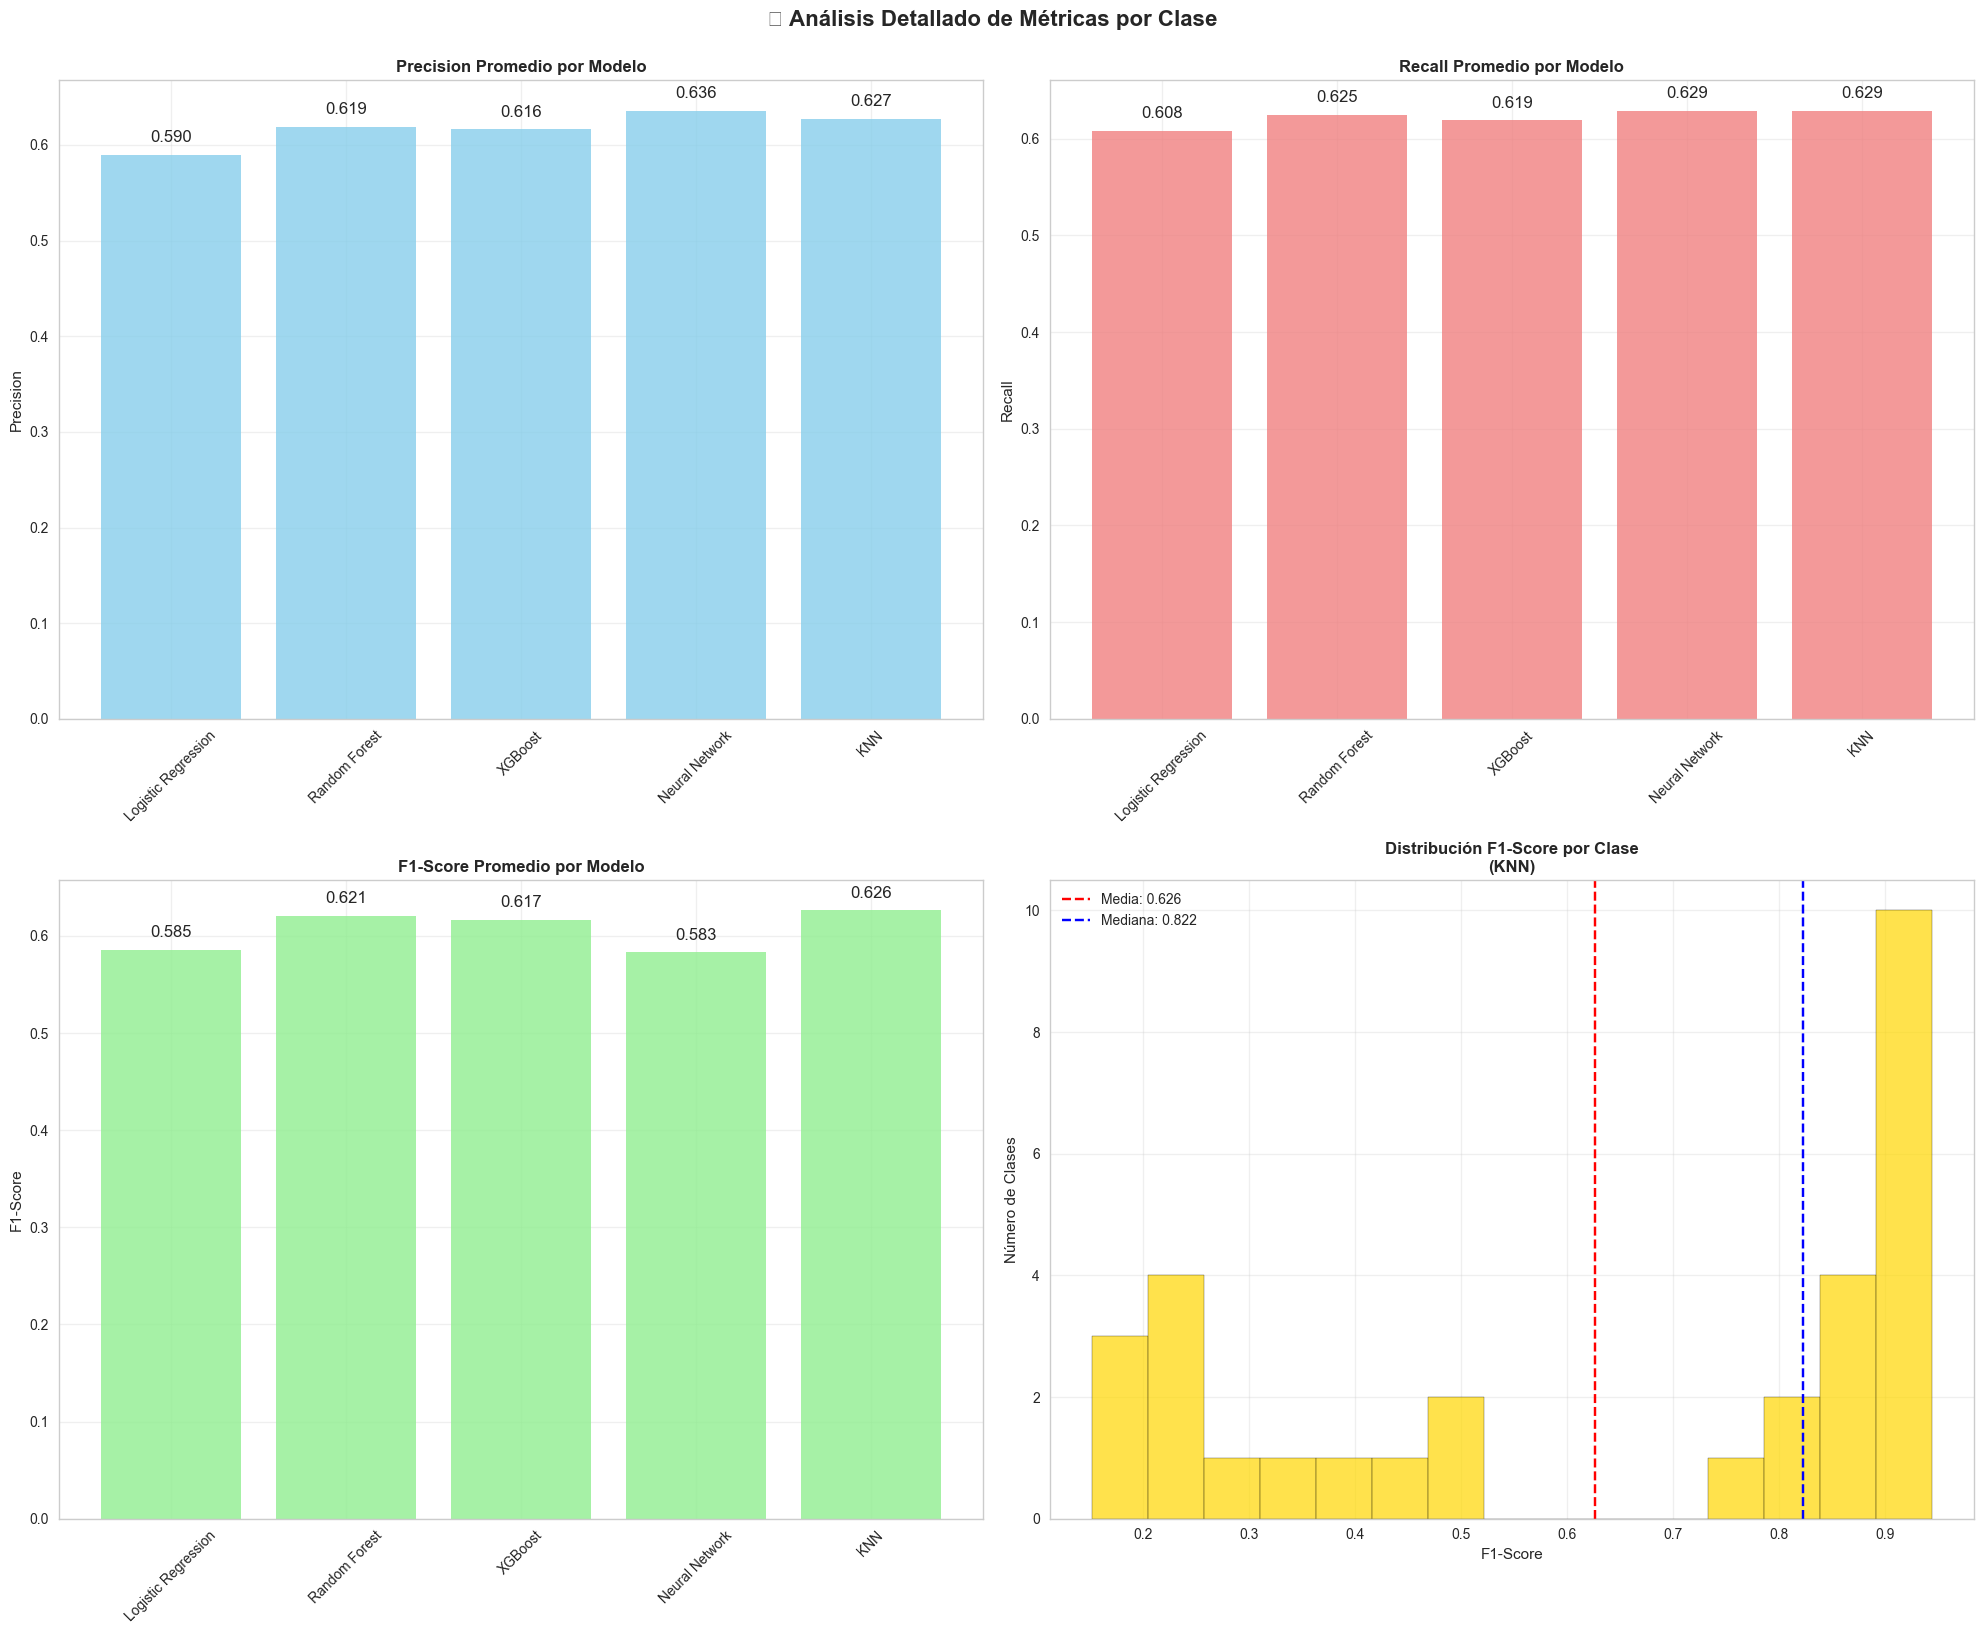 Análisis Detallado de Métricas por Clase
Precision Promedio por Modelo
Precision
0.6
0.5
0.4
0.3
0.2
0.1
0.0
0.590
0.619
0.616
0.636
0.627
Logistic Regression
Random Forest
XGBoost
Neural Network
KNN
Recall Promedio por Modelo
Recall
0.6
0.5
0.4
0.3
0.2
0.1
0.0
0.608
0.625
0.619
0.629
0.629
Logistic Regression
Random Forest
XGBoost
Neural Network
KNN
F1-Score Promedio por Modelo
F1-Score
0.6
0.5
0.4
0.3
0.2
0.1
0.0
0.585
0.621
0.617
0.583
0.626
Logistic Regression
Random Forest
XGBoost
Neural Network
KNN
Distribución F1-Score por Clase
(KNN)
Media: 0.626
Mediana: 0.822
Número de Clases
10
8
6
4
2
0
0.2
0.3
0.4
0.5
0.6
0.7
0.8
0.9
F1-Score